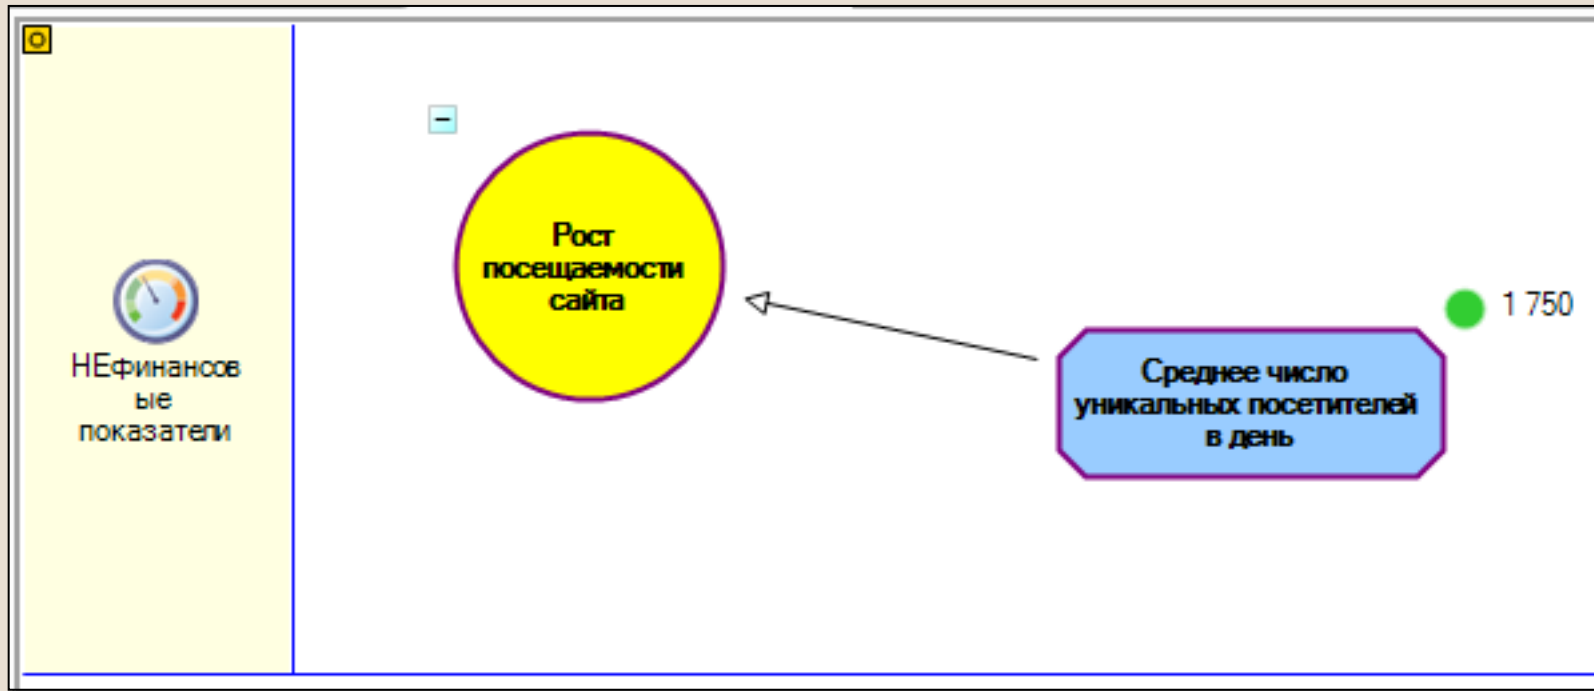 Рост
посещаемости
сайта
1 750
НЕфинансов
ые
показатели
Среднее число
уникальных посетителей
в день